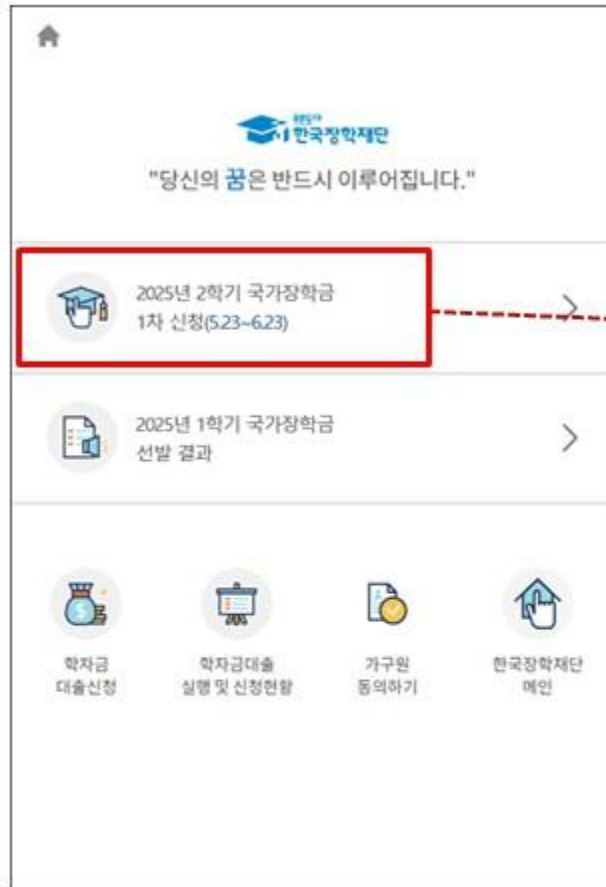 한국장학재단
"당신의 꿈은 반드시 이루어집니다."
2025년 2학기 국가장학금
1차 신청(5.23~6.23)
2025년 1학기 국가장학금
선발 결과
학자금
대출신청
학자금대출
실행 및 신청현황
가구원
동의하기
한국장학재단
메인